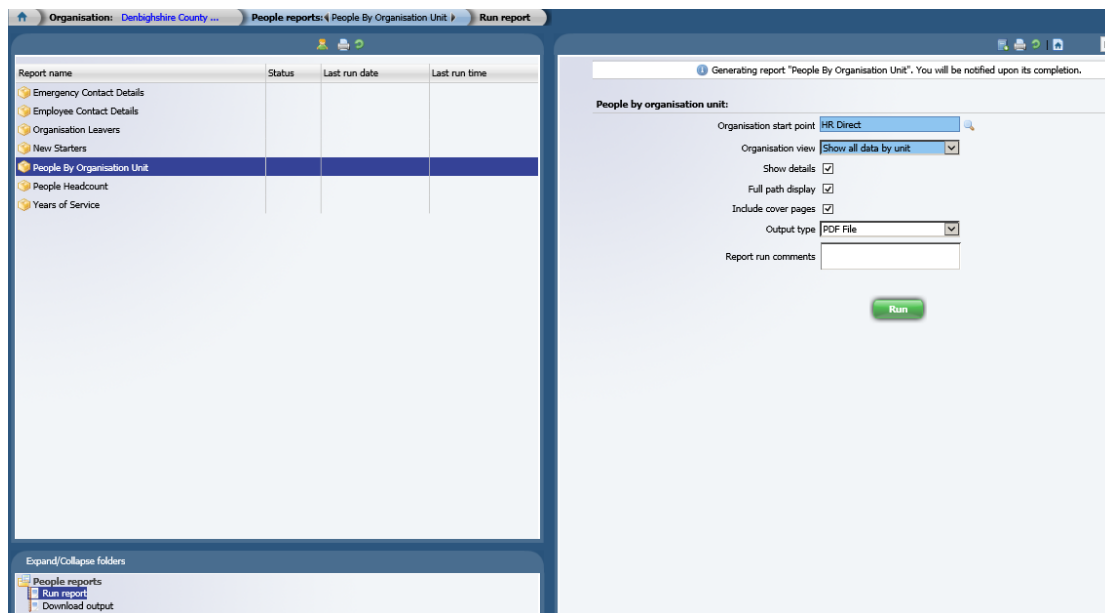 Organisation: Denbighshire County ... People reports: People By Organisation Unit Run report
Report name Status Last run date Last run time
Emergency Contact Details
Employee Contact Details
Organisation Leavers
New Starters
People By Organisation Unit
People Headcount
Years of Service
Expand/Collapse folders
People reports
Run report
Download output
Generating report "People By Organisation Unit". You will be notified upon its completion.
People by organisation unit:
Organisation start point HR Direct
Organisation view Show all data by unit
Show details
Full path display
Include cover pages
Output type PDF File
Report run comments
Run